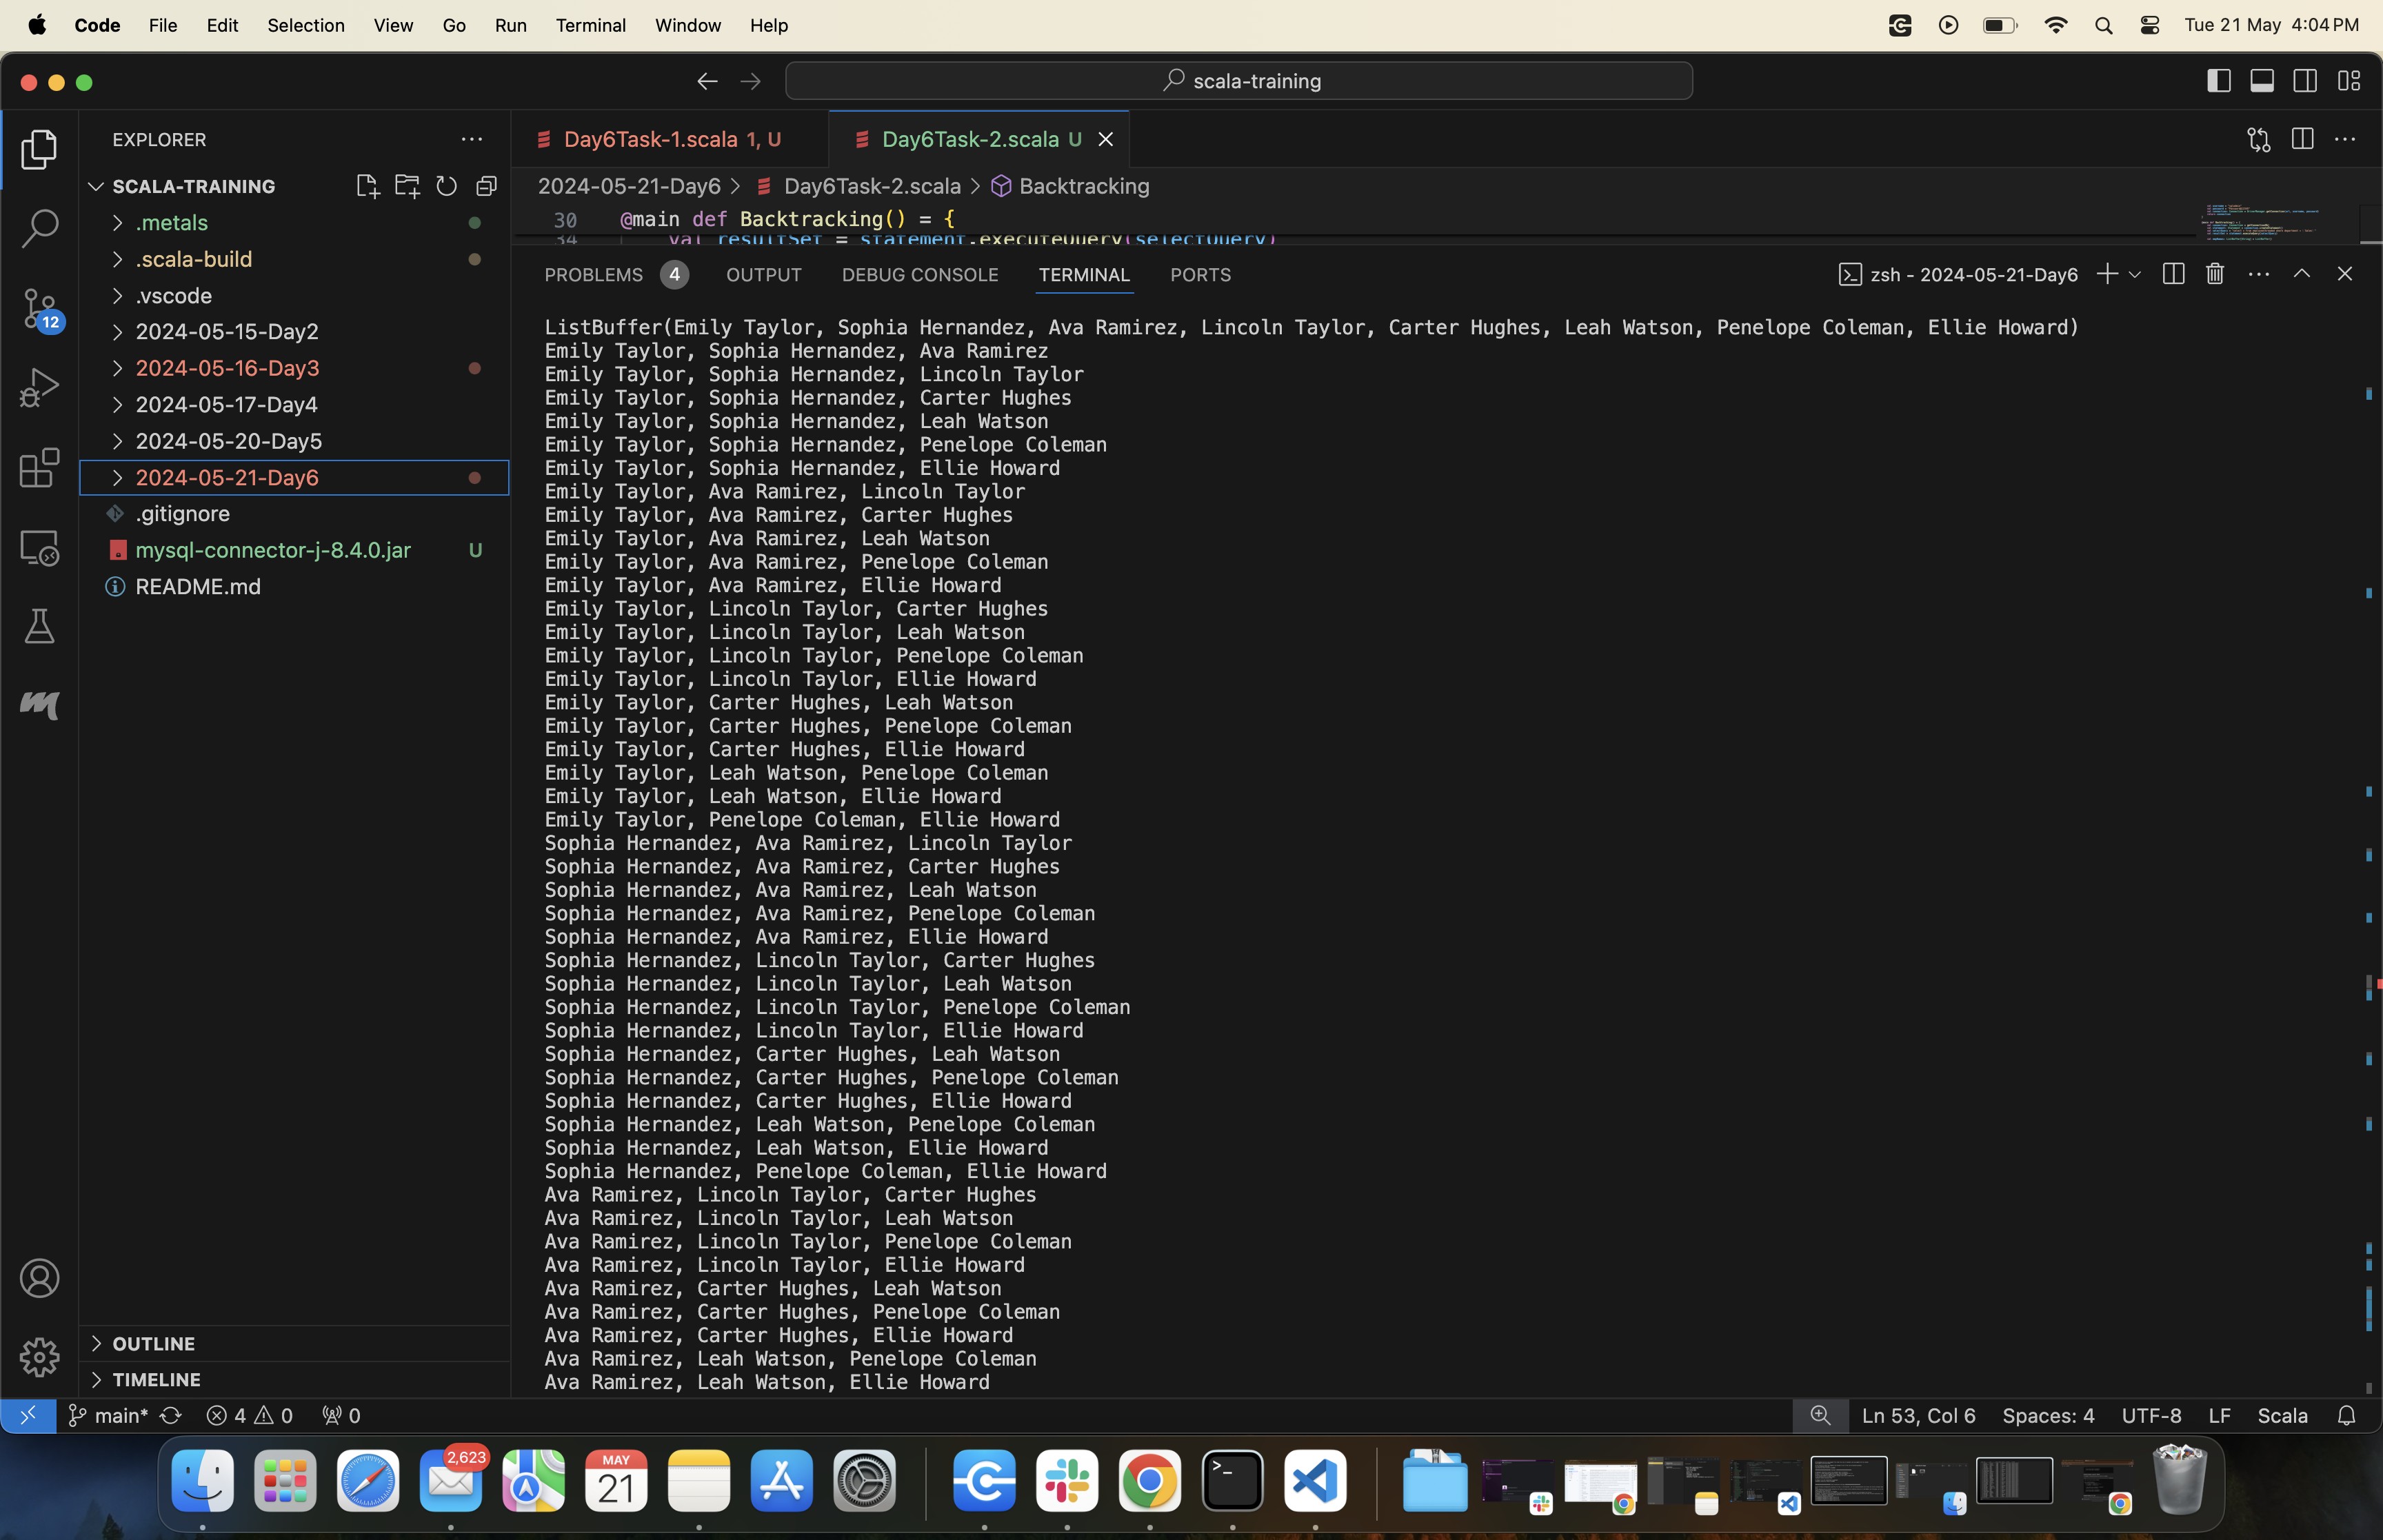 Code File Edit Selection View Go Run Terminal Window Help Tue 21 May 4:04 PM
scala-training
EXPLORER
Day6Task-1.scala 1, U
Day6Task-2.scala U
SCALA-TRAINING
2024-05-21-Day6 > Day6Task-2.scala > Backtracking
30 @main def Backtracking() = {
34 val resultSet = statement.executeQuery(selectQuery)
.metals
.scala-build
.vscode
2024-05-15-Day2
2024-05-16-Day3
2024-05-17-Day4
2024-05-20-Day5
2024-05-21-Day6
.gitignore
mysql-connector-j-8.4.0.jar U
README.md
12
PROBLEMS 4 OUTPUT DEBUG CONSOLE TERMINAL PORTS
zsh - 2024-05-21-Day6
ListBuffer(Emily Taylor, Sophia Hernandez, Ava Ramirez, Lincoln Taylor, Carter Hughes, Leah Watson, Penelope Coleman, Ellie Howard)
Emily Taylor, Sophia Hernandez, Ava Ramirez
Emily Taylor, Sophia Hernandez, Lincoln Taylor
Emily Taylor, Sophia Hernandez, Carter Hughes
Emily Taylor, Sophia Hernandez, Leah Watson
Emily Taylor, Sophia Hernandez, Penelope Coleman
Emily Taylor, Sophia Hernandez, Ellie Howard
Emily Taylor, Ava Ramirez, Lincoln Taylor
Emily Taylor, Ava Ramirez, Carter Hughes
Emily Taylor, Ava Ramirez, Leah Watson
Emily Taylor, Ava Ramirez, Penelope Coleman
Emily Taylor, Ava Ramirez, Ellie Howard
Emily Taylor, Lincoln Taylor, Carter Hughes
Emily Taylor, Lincoln Taylor, Leah Watson
Emily Taylor, Lincoln Taylor, Penelope Coleman
Emily Taylor, Lincoln Taylor, Ellie Howard
Emily Taylor, Carter Hughes, Leah Watson
Emily Taylor, Carter Hughes, Penelope Coleman
Emily Taylor, Carter Hughes, Ellie Howard
Emily Taylor, Leah Watson, Penelope Coleman
Emily Taylor, Leah Watson, Ellie Howard
Emily Taylor, Penelope Coleman, Ellie Howard
Sophia Hernandez, Ava Ramirez, Lincoln Taylor
Sophia Hernandez, Ava Ramirez, Carter Hughes
Sophia Hernandez, Ava Ramirez, Leah Watson
Sophia Hernandez, Ava Ramirez, Penelope Coleman
Sophia Hernandez, Ava Ramirez, Ellie Howard
Sophia Hernandez, Lincoln Taylor, Carter Hughes
Sophia Hernandez, Lincoln Taylor, Leah Watson
Sophia Hernandez, Lincoln Taylor, Penelope Coleman
Sophia Hernandez, Lincoln Taylor, Ellie Howard
Sophia Hernandez, Carter Hughes, Leah Watson
Sophia Hernandez, Carter Hughes, Penelope Coleman
Sophia Hernandez, Carter Hughes, Ellie Howard
Sophia Hernandez, Leah Watson, Penelope Coleman
Sophia Hernandez, Leah Watson, Ellie Howard
Sophia Hernandez, Penelope Coleman, Ellie Howard
Ava Ramirez, Lincoln Taylor, Carter Hughes
Ava Ramirez, Lincoln Taylor, Leah Watson
Ava Ramirez, Lincoln Taylor, Penelope Coleman
Ava Ramirez, Lincoln Taylor, Ellie Howard
Ava Ramirez, Carter Hughes, Leah Watson
Ava Ramirez, Carter Hughes, Penelope Coleman
Ava Ramirez, Carter Hughes, Ellie Howard
Ava Ramirez, Leah Watson, Penelope Coleman
Ava Ramirez, Leah Watson, Ellie Howard
OUTLINE
TIMELINE
main* 4 0 0 Ln 53, Col 6 Spaces: 4 UTF-8 LF Scala
2,623
MAY
21